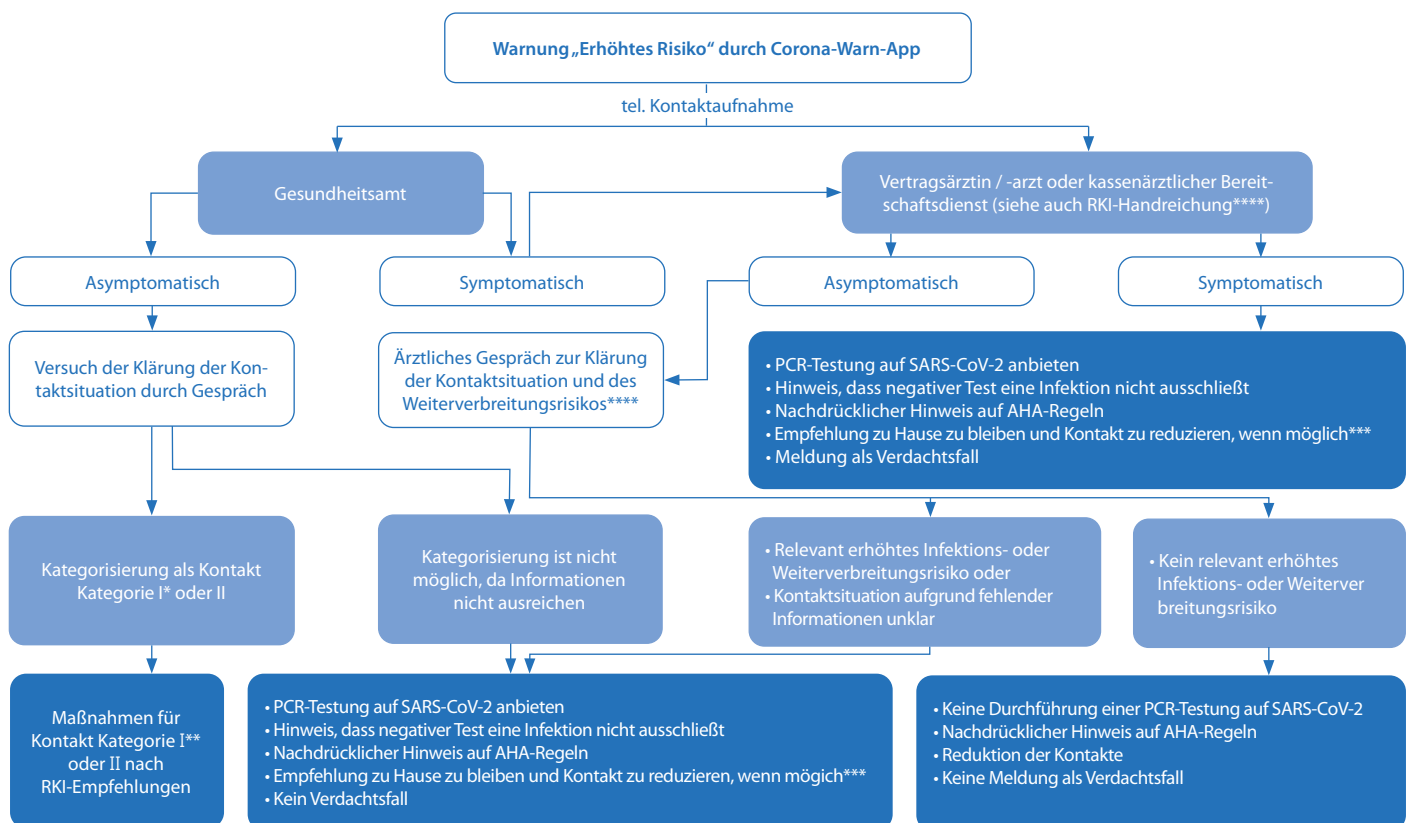 Warnung „Erhöhtes Risiko“ durch Corona-Warn-App
tel. Kontaktaufnahme
Gesundheitsamt
Vertragsärztin / -arzt oder kassenärztlicher Bereit-
schaftsdienst (siehe auch RKI-Handreichung****)
Asymptomatisch
Symptomatisch
Asymptomatisch
Symptomatisch
Versuch der Klärung der Kon-
taktsituation durch Gespräch
Ärztliches Gespräch zur Klärung
der Kontaktsituation und des
Weiterverbreitungsrisikos****
• PCR-Testung auf SARS-CoV-2 anbieten
• Hinweis, dass negativer Test eine Infektion nicht ausschließt
• Nachdrücklicher Hinweis auf AHA-Regeln
• Empfehlung zu Hause zu bleiben und Kontakt zu reduzieren, wenn möglich***
• Meldung als Verdachtsfall
Kategorisierung als Kontakt
Kategorie I* oder II
Kategorisierung ist nicht
möglich, da Informationen
nicht ausreichen
• Relevant erhöhtes Infektions- oder
Weiterverbreitungsrisiko oder
• Kontaktsituation aufgrund fehlender
Informationen unklar
• Kein relevant erhöhtes
Infektions- oder Weiterver
breitungsrisiko
Maßnahmen für
Kontakt Kategorie I**
oder II nach
RKI-Empfehlungen
• PCR-Testung auf SARS-CoV-2 anbieten
• Hinweis, dass negativer Test eine Infektion nicht ausschließt
• Nachdrücklicher Hinweis auf AHA-Regeln
• Empfehlung zu Hause zu bleiben und Kontakt zu reduzieren, wenn mögich***
• Kein Verdachtsfall
• Keine Durchführung einer PCR-Testung auf SARS-CoV-2
• Nachdrücklicher Hinweis auf AHA-Regeln
• Reduktion der Kontakte
• Keine Meldung als Verdachtsfall